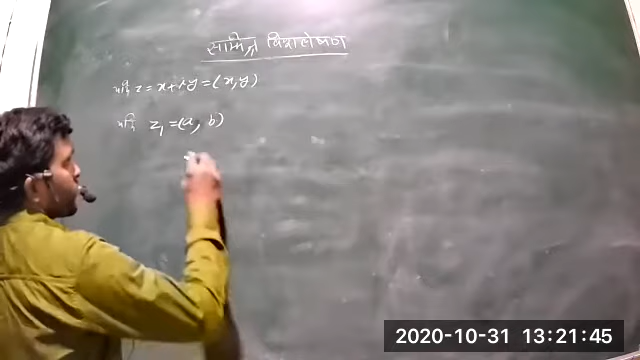 सम्मिश्र विश्लेषण
यदि z = x + iy = (x, y)
यदि z₁ = (a, b)
2020-10-31 13:21:45